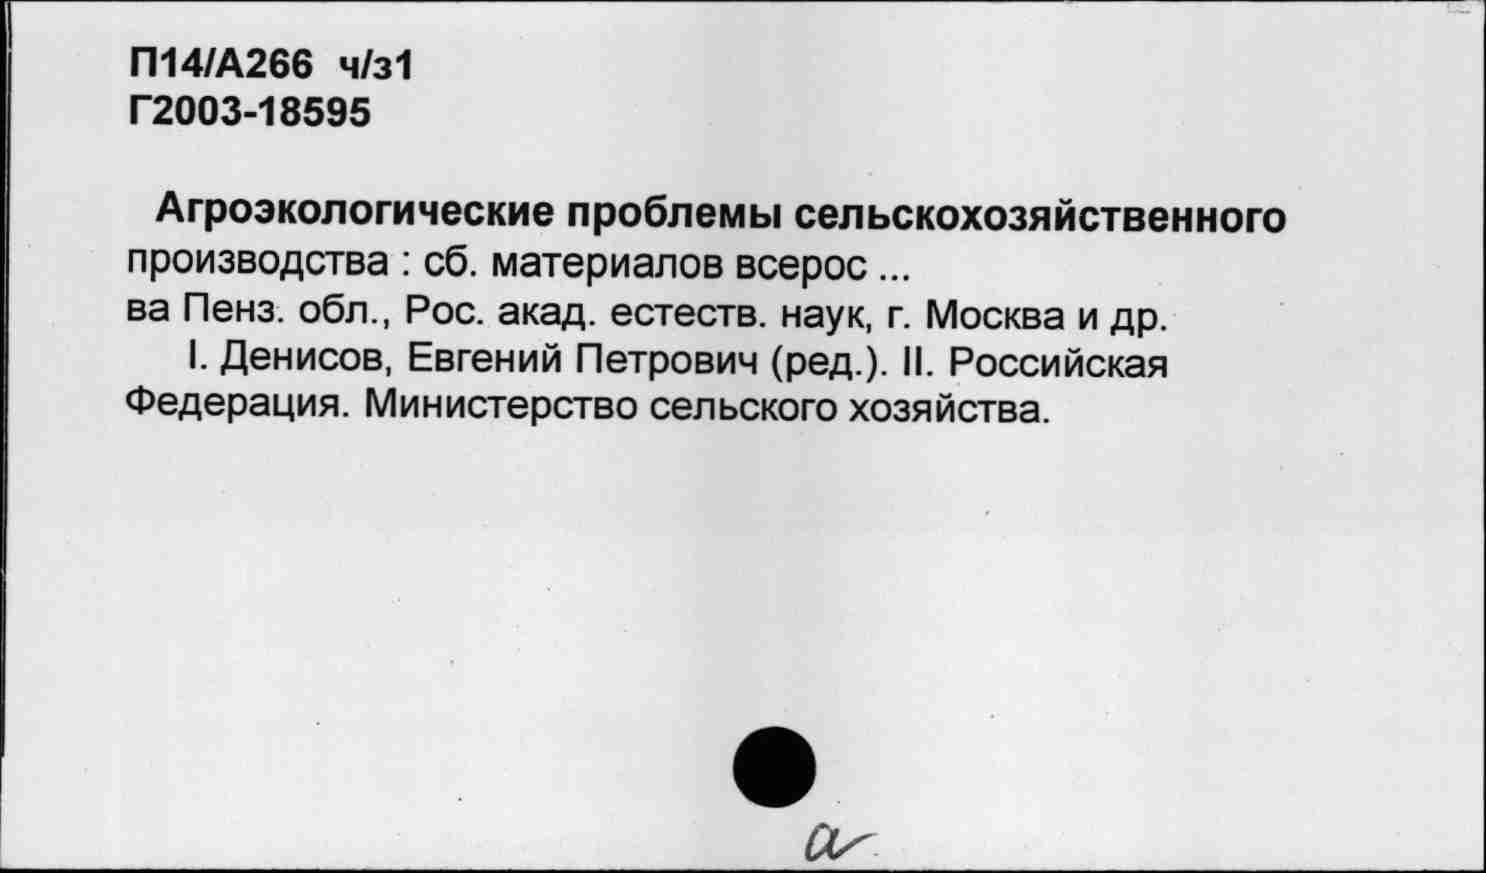 П14/А266 ч/з1
Г2003-18595
Агроэкологические проблемы сельскохозяйственного
производства : сб. материалов всерос ...
ва Пенз. обл., Рос. акад. естеств. наук, г. Москва и др.
I. Денисов, Евгений Петрович (ред.). II. Российская
Федерация. Министерство сельского хозяйства.
а